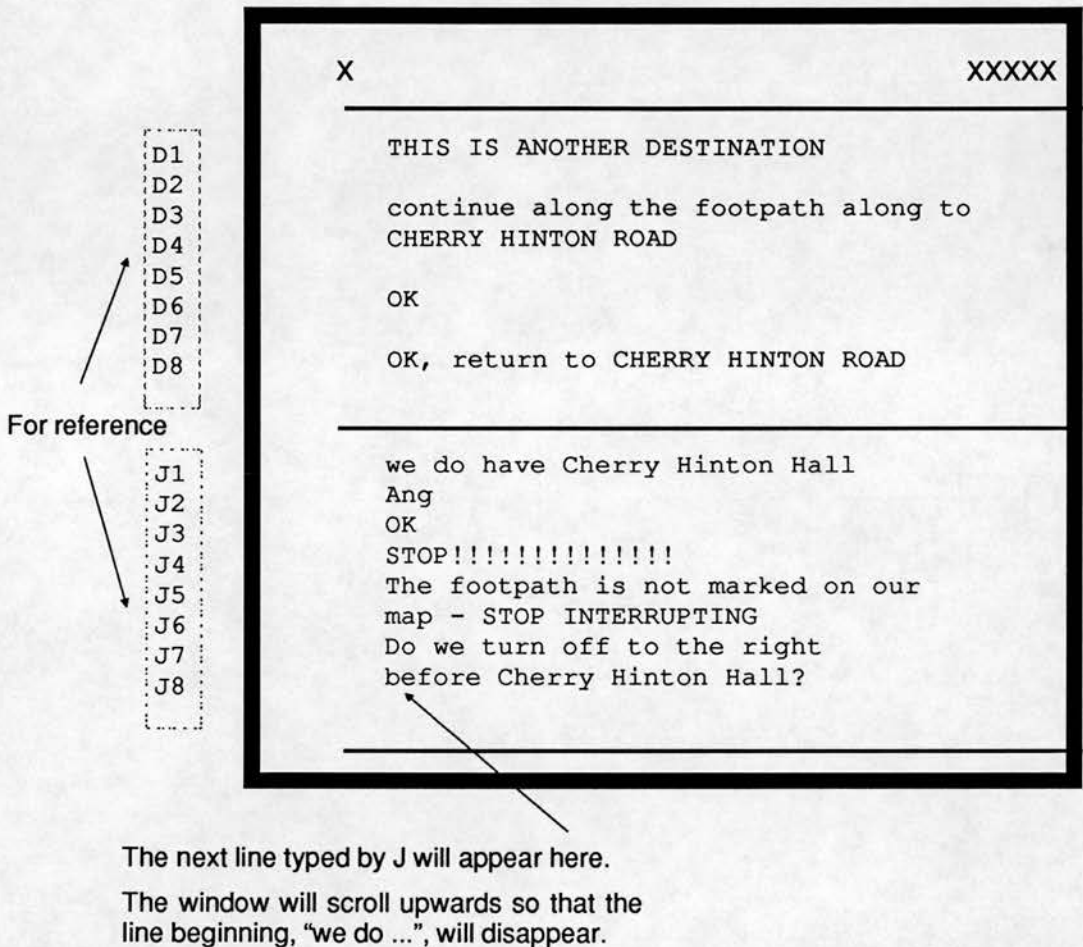 X XXXXX
D1
D2
D3
D4
D5
D6
D7
D8
THIS IS ANOTHER DESTINATION
continue along the footpath along to
CHERRY HINTON ROAD
OK
OK, return to CHERRY HINTON ROAD
For reference
J1
J2
J3
J4
J5
J6
J7
J8
we do have Cherry Hinton Hall
Ang
OK
STOP!!!!!!!!!!!!!!
The footpath is not marked on our
map - STOP INTERRUPTING
Do we turn off to the right
before Cherry Hinton Hall?
The next line typed by J will appear here.
The window will scroll upwards so that the
line beginning, “we do ...”, will disappear.